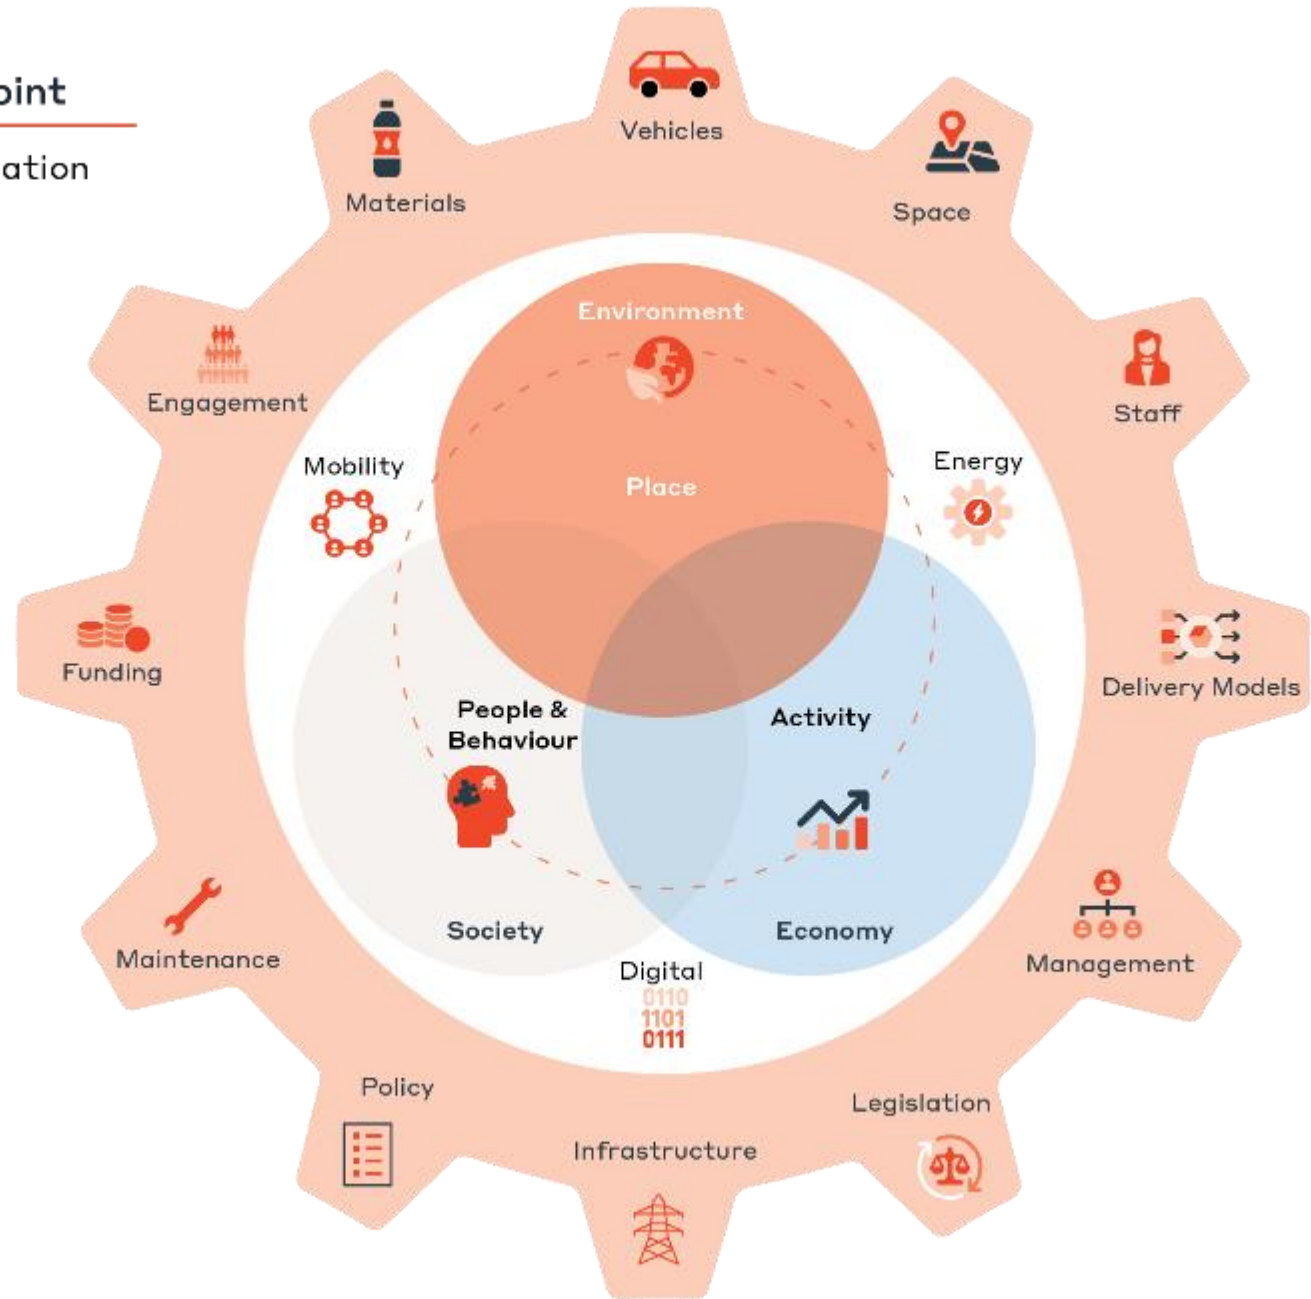 oint
ation
Vehicles
Materials
Space
Engagement
Staff
Environment
Mobility
Energy
Place
Funding
Delivery Models
People &
Behaviour
Activity
Maintenance
Management
Society
Economy
Digital
0110
1101
0111
Policy
Legislation
Infrastructure